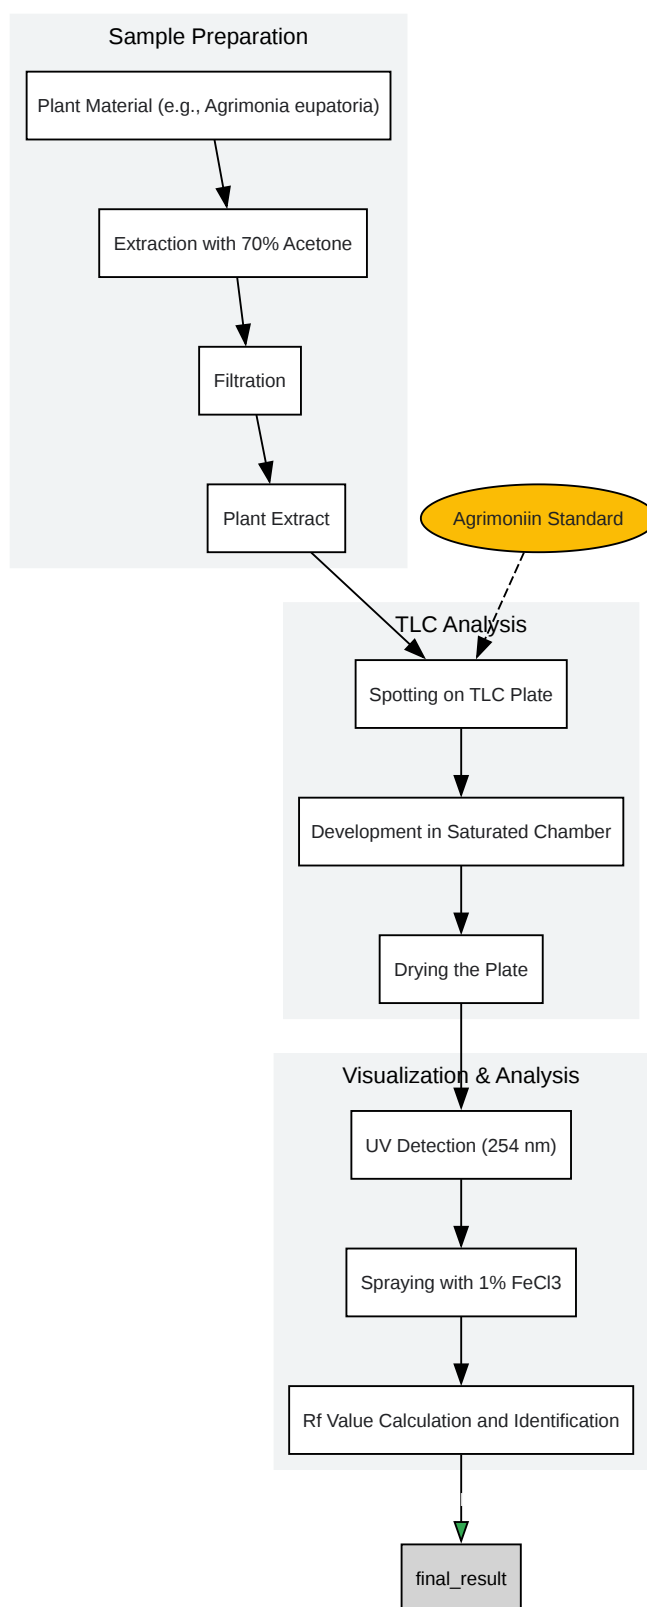 Sample Preparation
Plant Material (e.g., Agrimonia eupatoria)
Extraction with 70% Acetone
Filtration
Plant Extract
Agrimoniin Standard
TLC Analysis
Spotting on TLC Plate
Development in Saturated Chamber
Drying the Plate
Visualization & Analysis
UV Detection (254 nm)
Spraying with 1% FeCl3
Rf Value Calculation and Identification
final_result